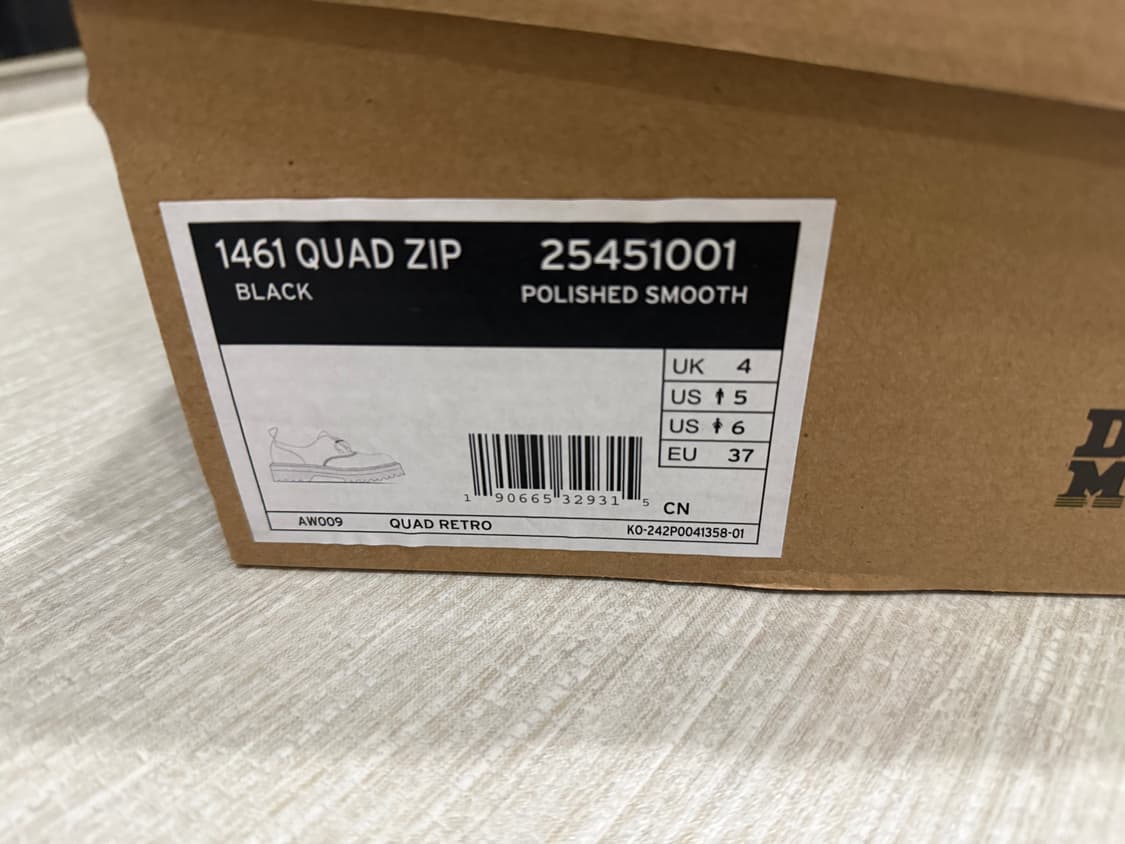 1461 QUAD ZIP 25451001
BLACK POLISHED SMOOTH
UK 4
US 5
US 6
EU 37
1 90665 32931 5
CN
AW009 QUAD RETRO K0-242P0041358-01
D
M